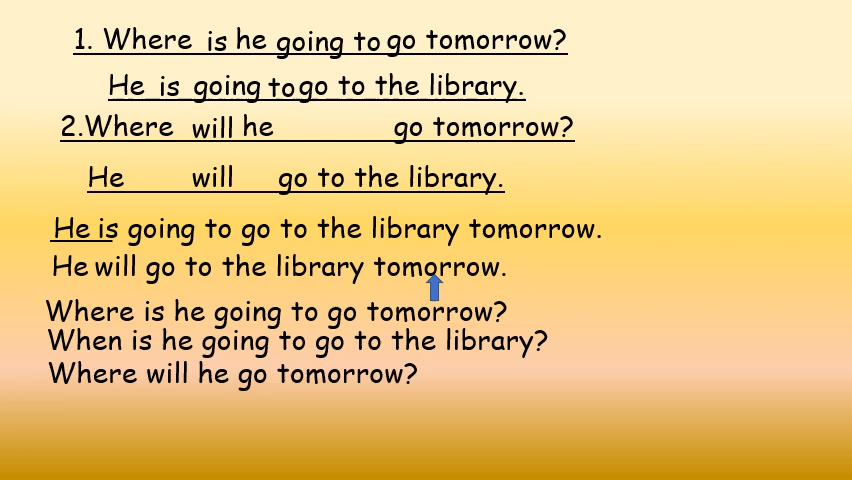 1. Where is he going to go tomorrow?
He is going to go to the library.
2.Where will he go tomorrow?
He will go to the library.
He is going to go to the library tomorrow.
He will go to the library tomorrow.
Where is he going to go tomorrow?
When is he going to go to the library?
Where will he go tomorrow?